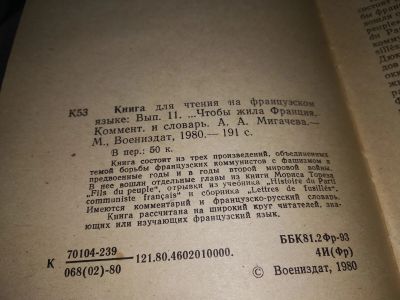 К53
Книга для чтения на французском
языке: Вып. 11. ...Чтобы жила Франция.
Коммент. и словарь. А. А. Мигачева.—
М., Воениздат, 1980.— 191 с.
В пер.: 50 к.
Книга состоит из трех произведений, объединенных
темой борьбы французских коммунистов с фашизмом в
предвоенные годы и в годы второй мировой войны.
В нее вошли отдельные главы из книги Мориса Тореза
„Fils du peuple", отрывки из учебника „Histoire du Parti
communiste français" и сборник „Lettres de fusillés".
Имеются комментарий и французско-русский словарь.
Книга рассчитана на широкий круг читателей, знаю-
щих или изучающих французский язык.
К 70104-239
068(02)-80
121.80.4602010000.
ББК81.2Фр-93
4И(Фр)
© Воениздат, 1980